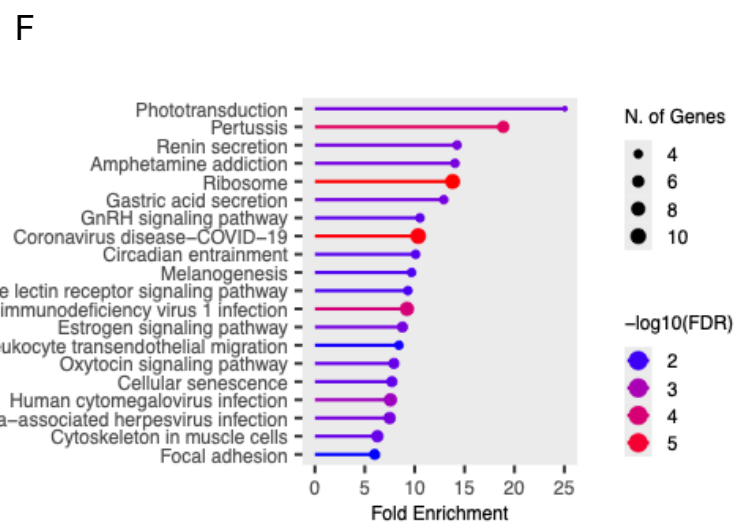 F
Phototransduction
Pertussis
Renin secretion
Amphetamine addiction
Ribosome
Gastric acid secretion
GnRH signaling pathway
Coronavirus disease−COVID−19
Circadian entrainment
Melanogenesis
e lectin receptor signaling pathway
immunodeficiency virus 1 infection
Estrogen signaling pathway
eukocyte transendothelial migration
Oxytocin signaling pathway
Cellular senescence
Human cytomegalovirus infection
a−associated herpesvirus infection
Cytoskeleton in muscle cells
Focal adhesion
0 5 10 15 20 25
Fold Enrichment
N. of Genes
4
6
8
10
−log10(FDR)
2
3
4
5